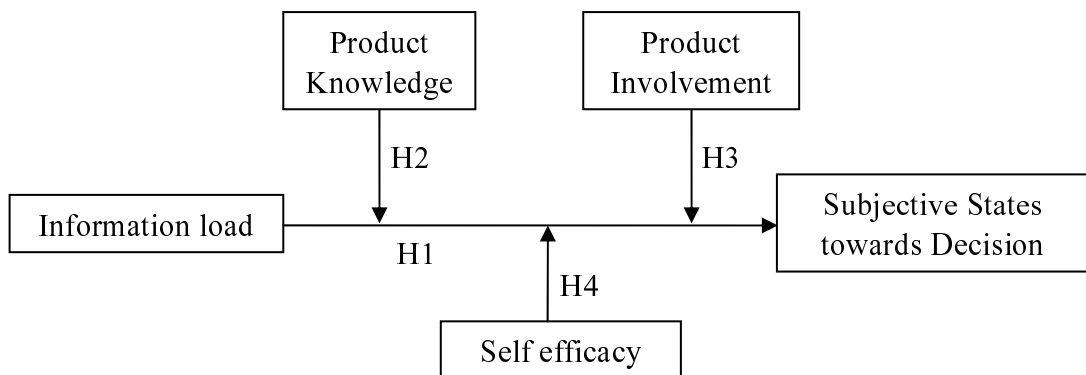 Product
Knowledge
Product
Involvement
H2
H3
Information load
Subjective States
towards Decision
H1
H4
Self efficacy